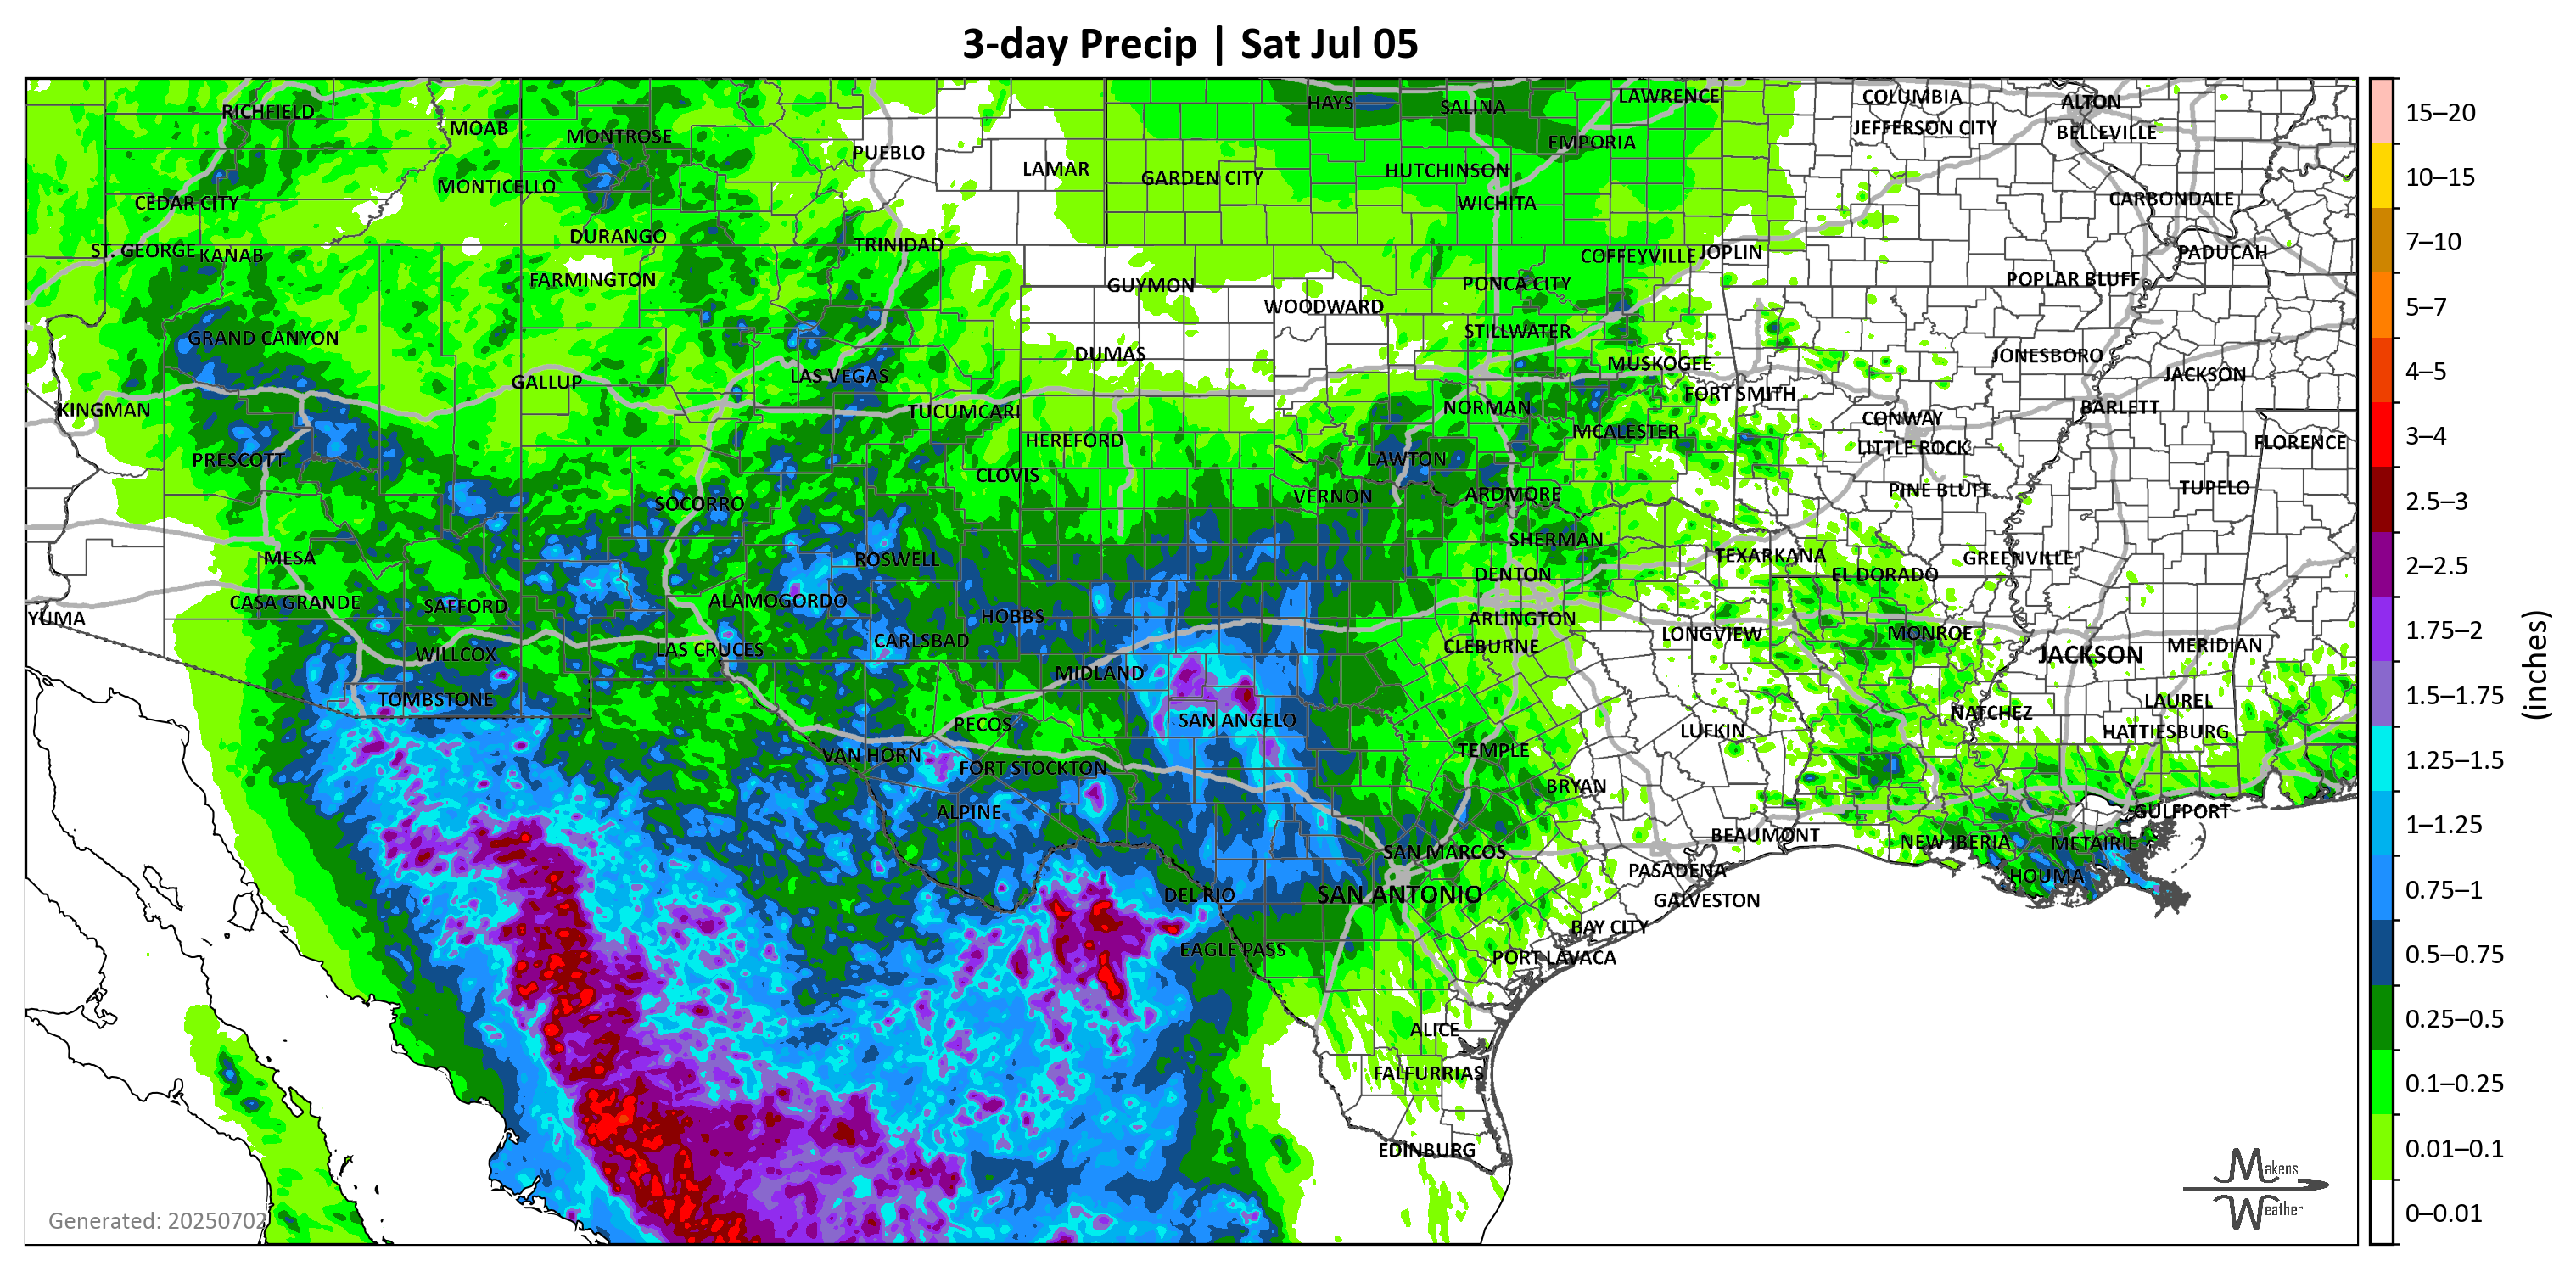 3-day Precip | Sat Jul 05
HAYS
SALINA
LAWRENCE
COLUMBIA
ALTON
RICHFIELD
MOAB
MONTROSE
JEFFERSON CITY
BELLEVILLE
PUEBLO
EMPORIA
LAMAR
HUTCHINSON
MONTICELLO
GARDEN CITY
CEDAR CITY
WICHITA
CARBONDALE
DURANGO
TRINIDAD
ST. GEORGE
KANAB
COFFEYVILLE
JOPLIN
PADUCAH
FARMINGTON
GUYMON
PONCA CITY
POPLAR BLUFF
WOODWARD
GRAND CANYON
STILLWATER
DUMAS
JONESBORO
MUSKOGEE
LAS VEGAS
JACKSON
GALLUP
FORT SMITH
KINGMAN
TUCUMCARI
NORMAN
BARLETT
CONWAY
MCALESTER
HEREFORD
FLORENCE
LITTLE ROCK
PRESCOTT
LAWTON
CLOVIS
TUPELO
PINE BLUFF
VERNON
ARDMORE
SOCORRO
SHERMAN
MESA
ROSWELL
TEXARKANA
GREENVILLE
DENTON
EL DORADO
CASA GRANDE
SAFFORD
ALAMOGORDO
YUMA
HOBBS
ARLINGTON
LONGVIEW
MONROE
CARLSBAD
CLEBURNE
MERIDIAN
WILLCOX
LAS CRUCES
JACKSON
MIDLAND
TOMBSTONE
LAUREL
NATCHEZ
SAN ANGELO
PECOS
LUFKIN
HATTIESBURG
TEMPLE
VAN HORN
FORT STOCKTON
BRYAN
ALPINE
GULFPORT
BEAUMONT
NEW IBERIA
METAIRIE
SAN MARCOS
PASADENA
HOUMA
DEL RIO
SAN ANTONIO
GALVESTON
BAY CITY
EAGLE PASS
PORT LAVACA
ALICE
FALFURRIAS
EDINBURG
Generated: 20250702
Makens
Weather
15–20
10–15
7–10
5–7
4–5
3–4
2.5–3
2–2.5
1.75–2
1.5–1.75
1.25–1.5
1–1.25
0.75–1
0.5–0.75
0.25–0.5
0.1–0.25
0.01–0.1
0–0.01
(inches)